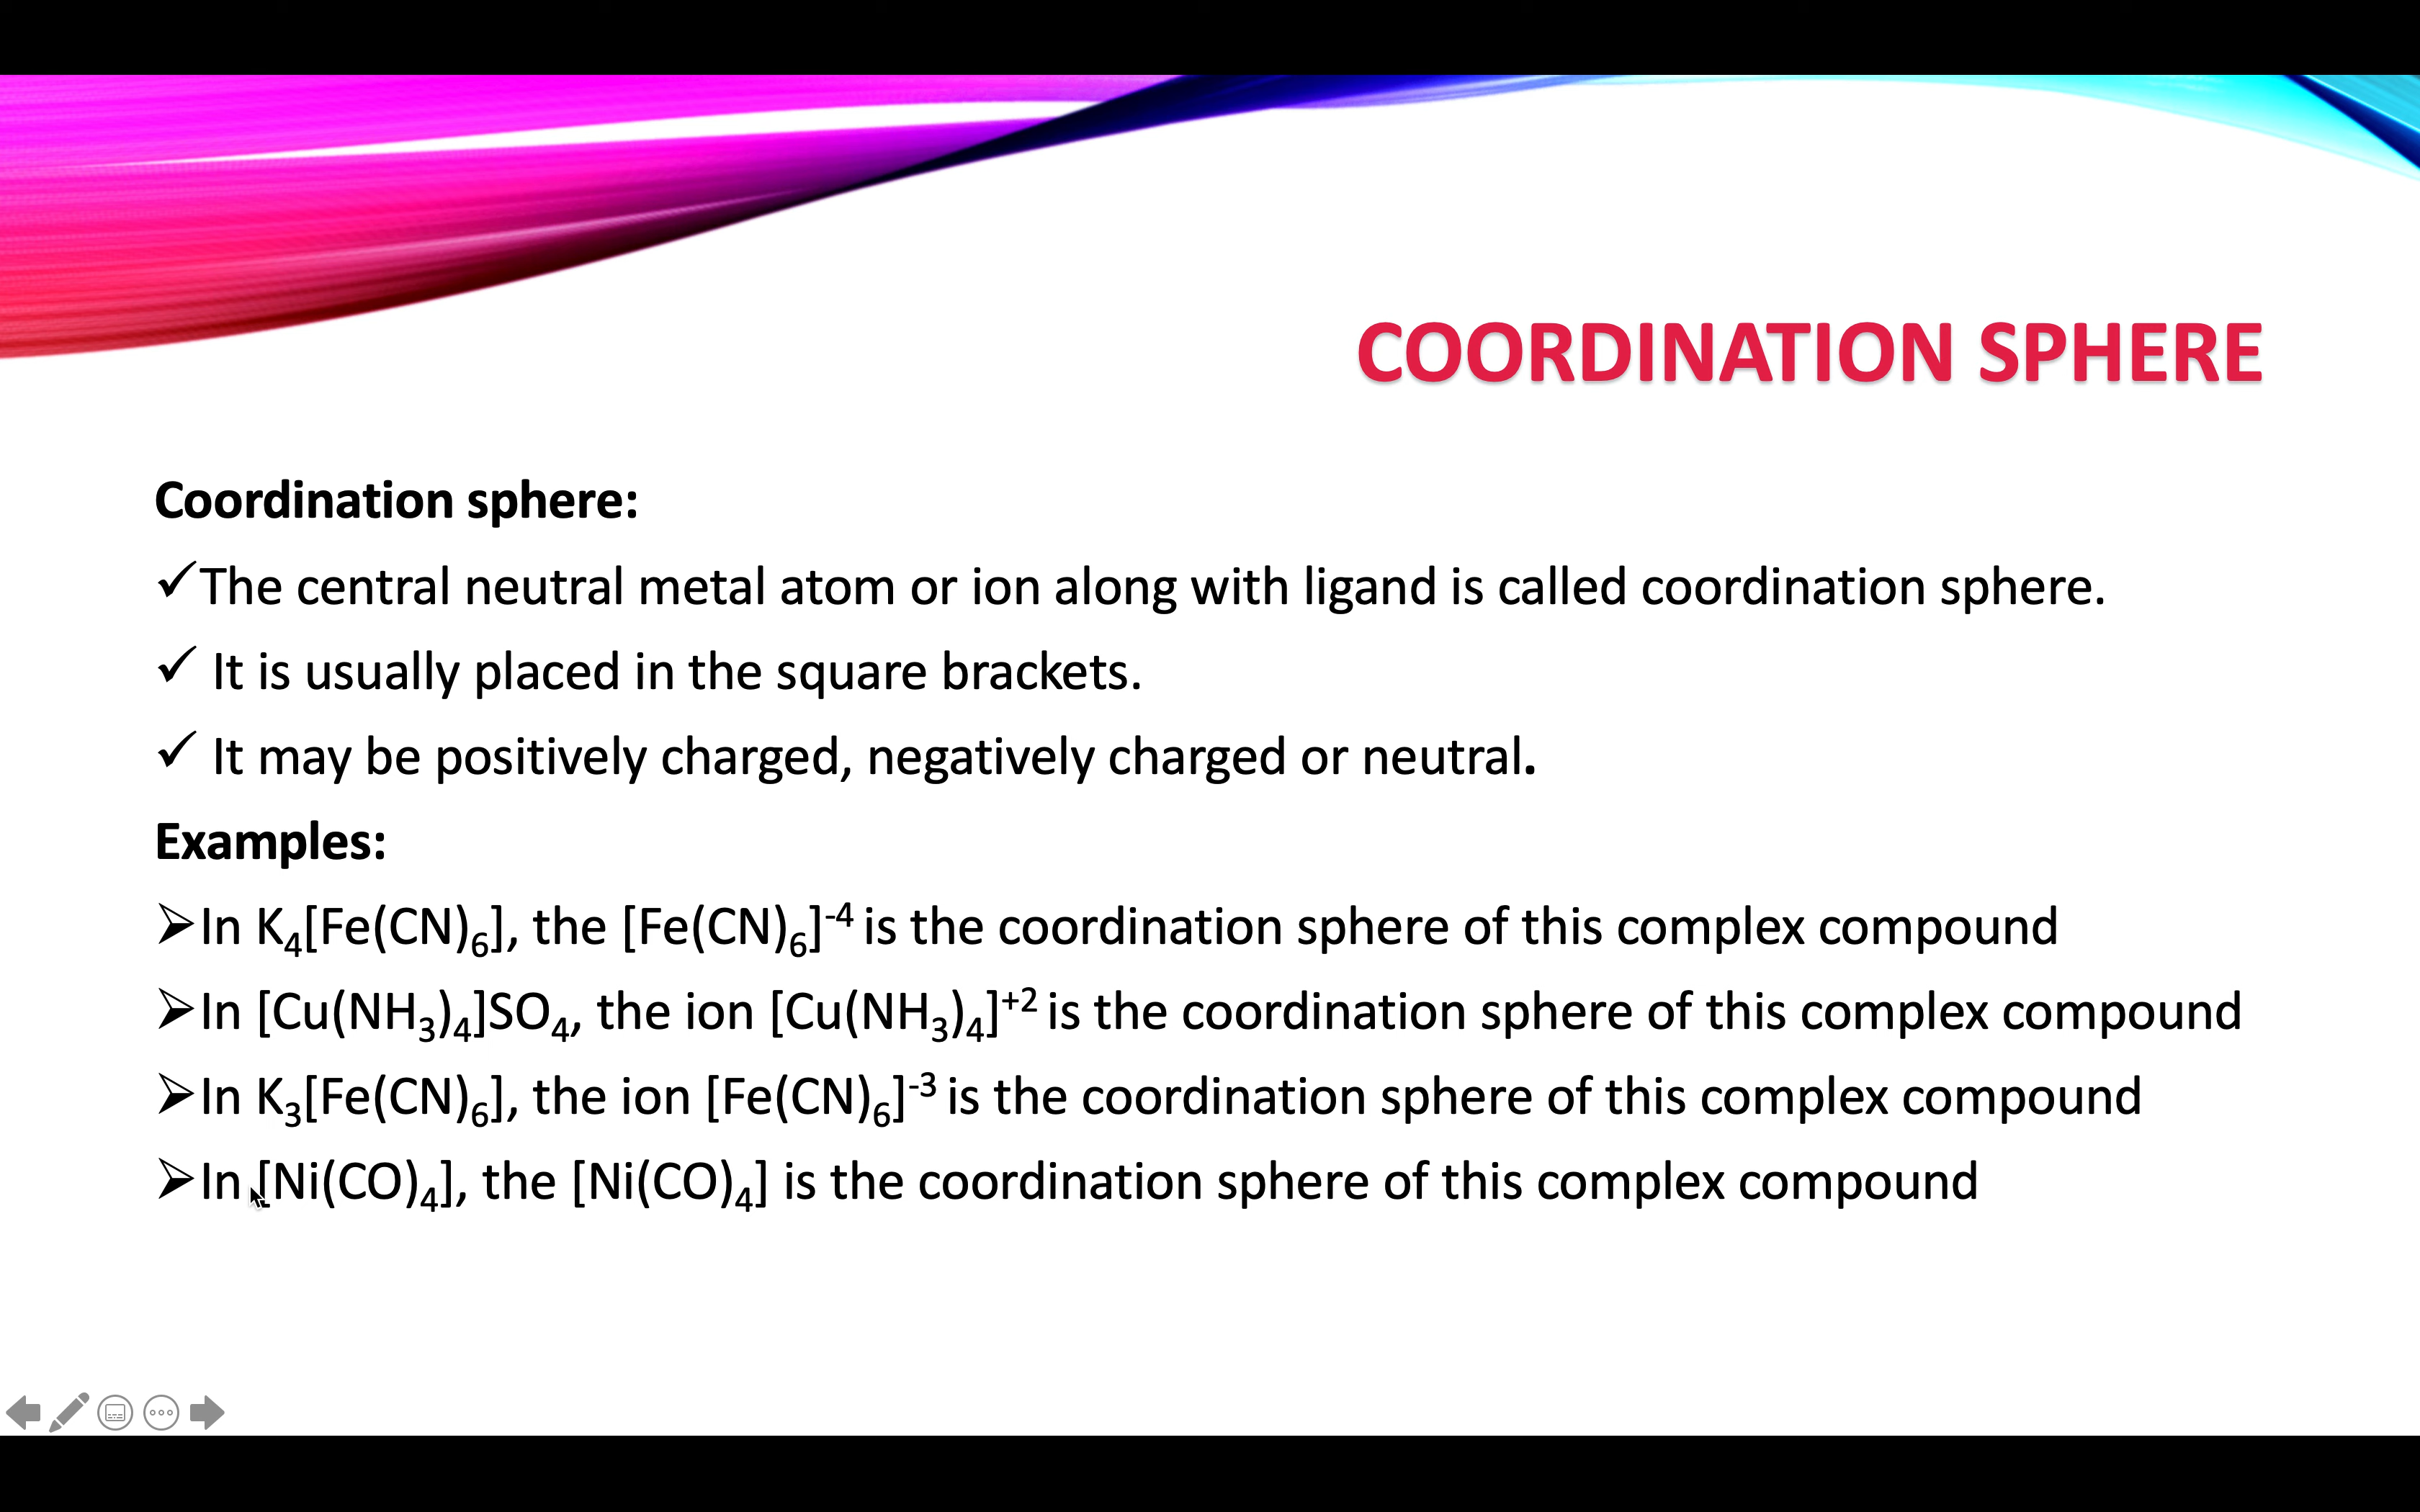 COORDINATION SPHERE
Coordination sphere:
✓The central neutral metal atom or ion along with ligand is called coordination sphere.
✓ It is usually placed in the square brackets.
✓ It may be positively charged, negatively charged or neutral.
Examples:
➢In K₄[Fe(CN)₆], the [Fe(CN)₆]⁻⁴ is the coordination sphere of this complex compound
➢In [Cu(NH₃)₄]SO₄, the ion [Cu(NH₃)₄]⁺² is the coordination sphere of this complex compound
➢In K₃[Fe(CN)₆], the ion [Fe(CN)₆]⁻³ is the coordination sphere of this complex compound
➢In [Ni(CO)₄], the [Ni(CO)₄] is the coordination sphere of this complex compound